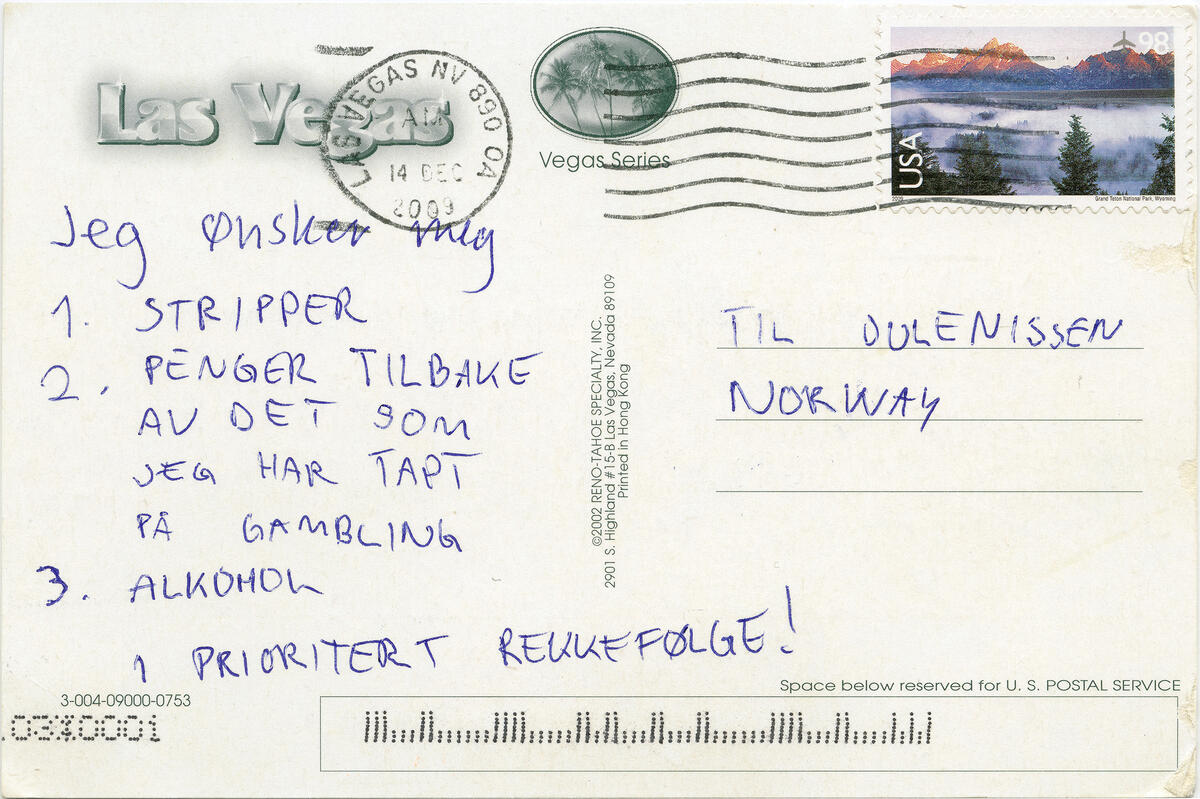 Las Vegas
LAS VEGAS NV 890 OA
AM
14 DEC
2009
Vegas Series
98
USA
2009
Grand Teton National Park, Wyoming
Jeg ønsker meg
1. STRIPPER
2. PENGER TILBAKE
AV DET SOM
JEG HAR TAPT
PÅ GAMBLING
3. ALKOHOL
I PRIORITERT REKKEFØLGE!
©2002 RENO-TAHOE SPECIALTY, INC.
2901 S. Highland #15-B Las Vegas, Nevada 89109
Printed in Hong Kong
TIL JULENISSEN
NORWAY
Space below reserved for U. S. POSTAL SERVICE
3-004-09000-0753